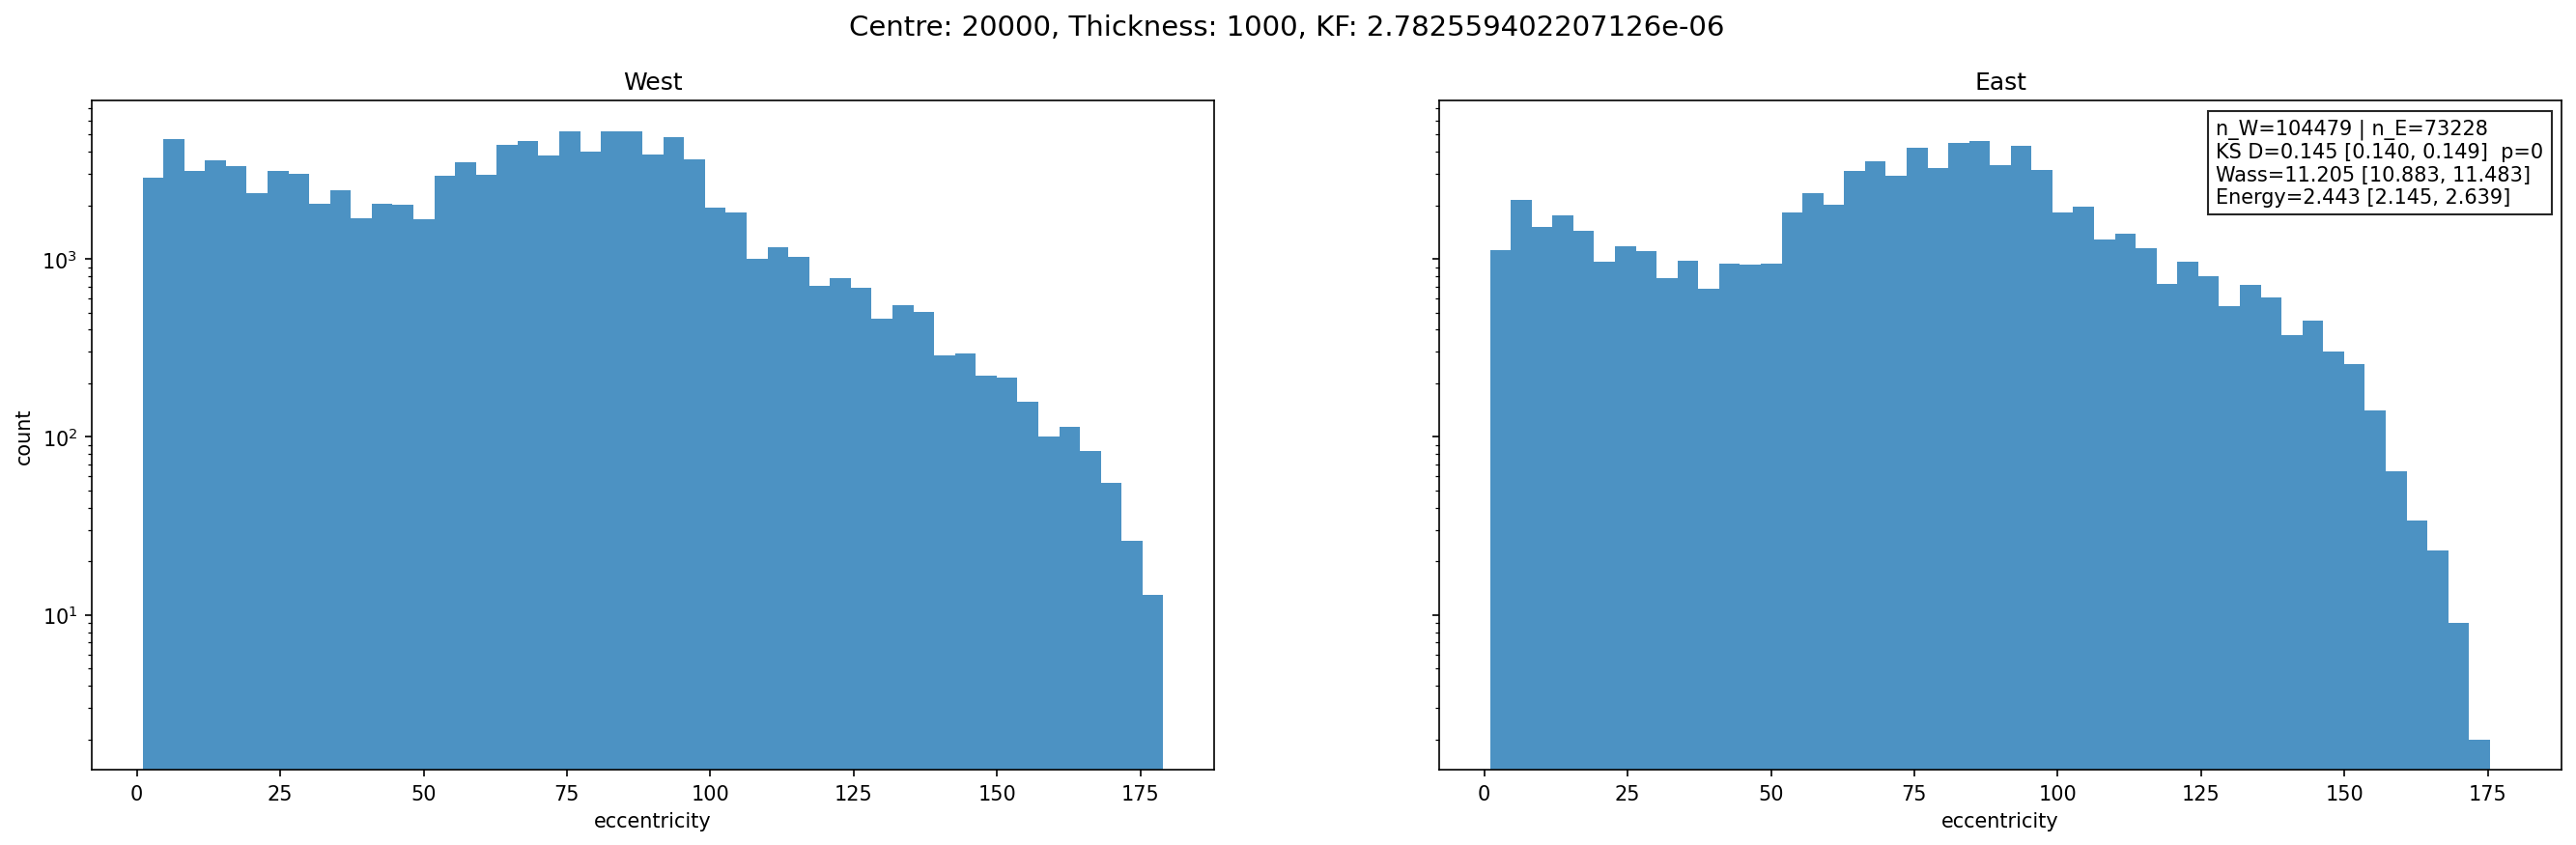 Centre: 20000, Thickness: 1000, KF: 2.782559402207126e-06
West
count
10³
10²
10¹
0 25 50 75 100 125 150 175
eccentricity
East
n_W=104479 | n_E=73228
KS D=0.145 [0.140, 0.149]  p=0
Wass=11.205 [10.883, 11.483]
Energy=2.443 [2.145, 2.639]
0 25 50 75 100 125 150 175
eccentricity